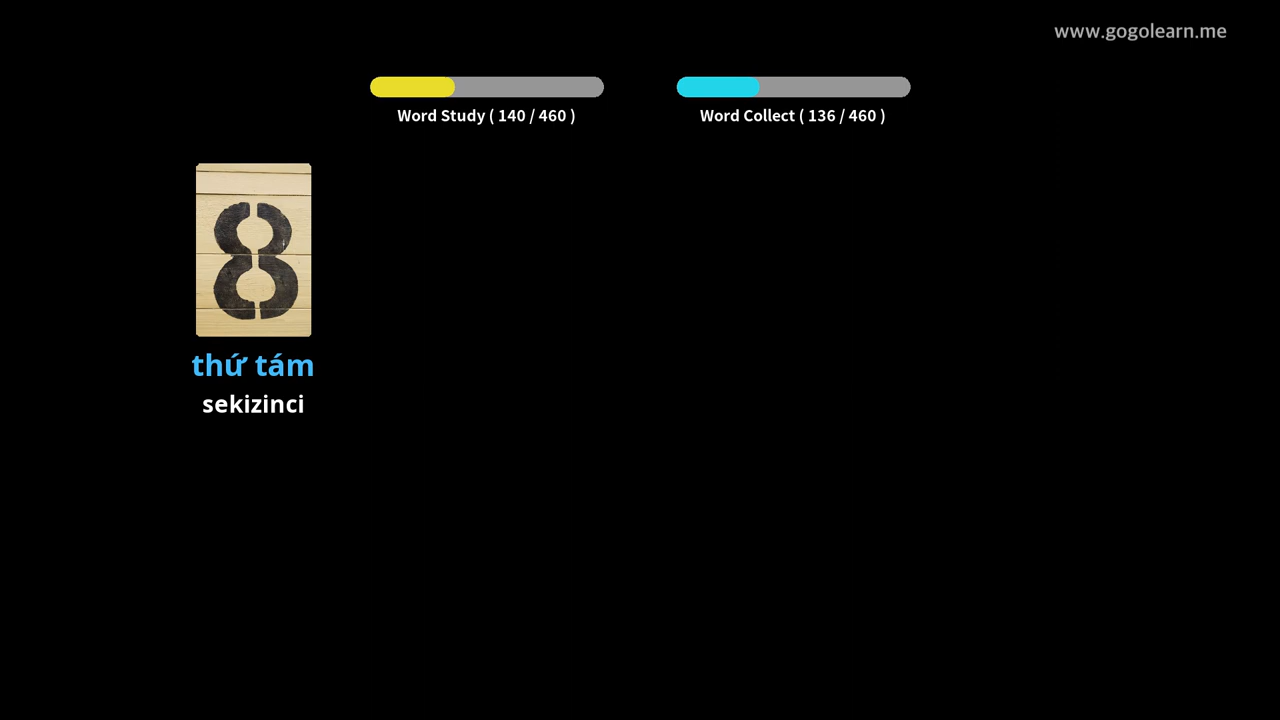 www.gogolearn.me
Word Study ( 140 / 460 )
Word Collect ( 136 / 460 )
8
thứ tám
sekizinci